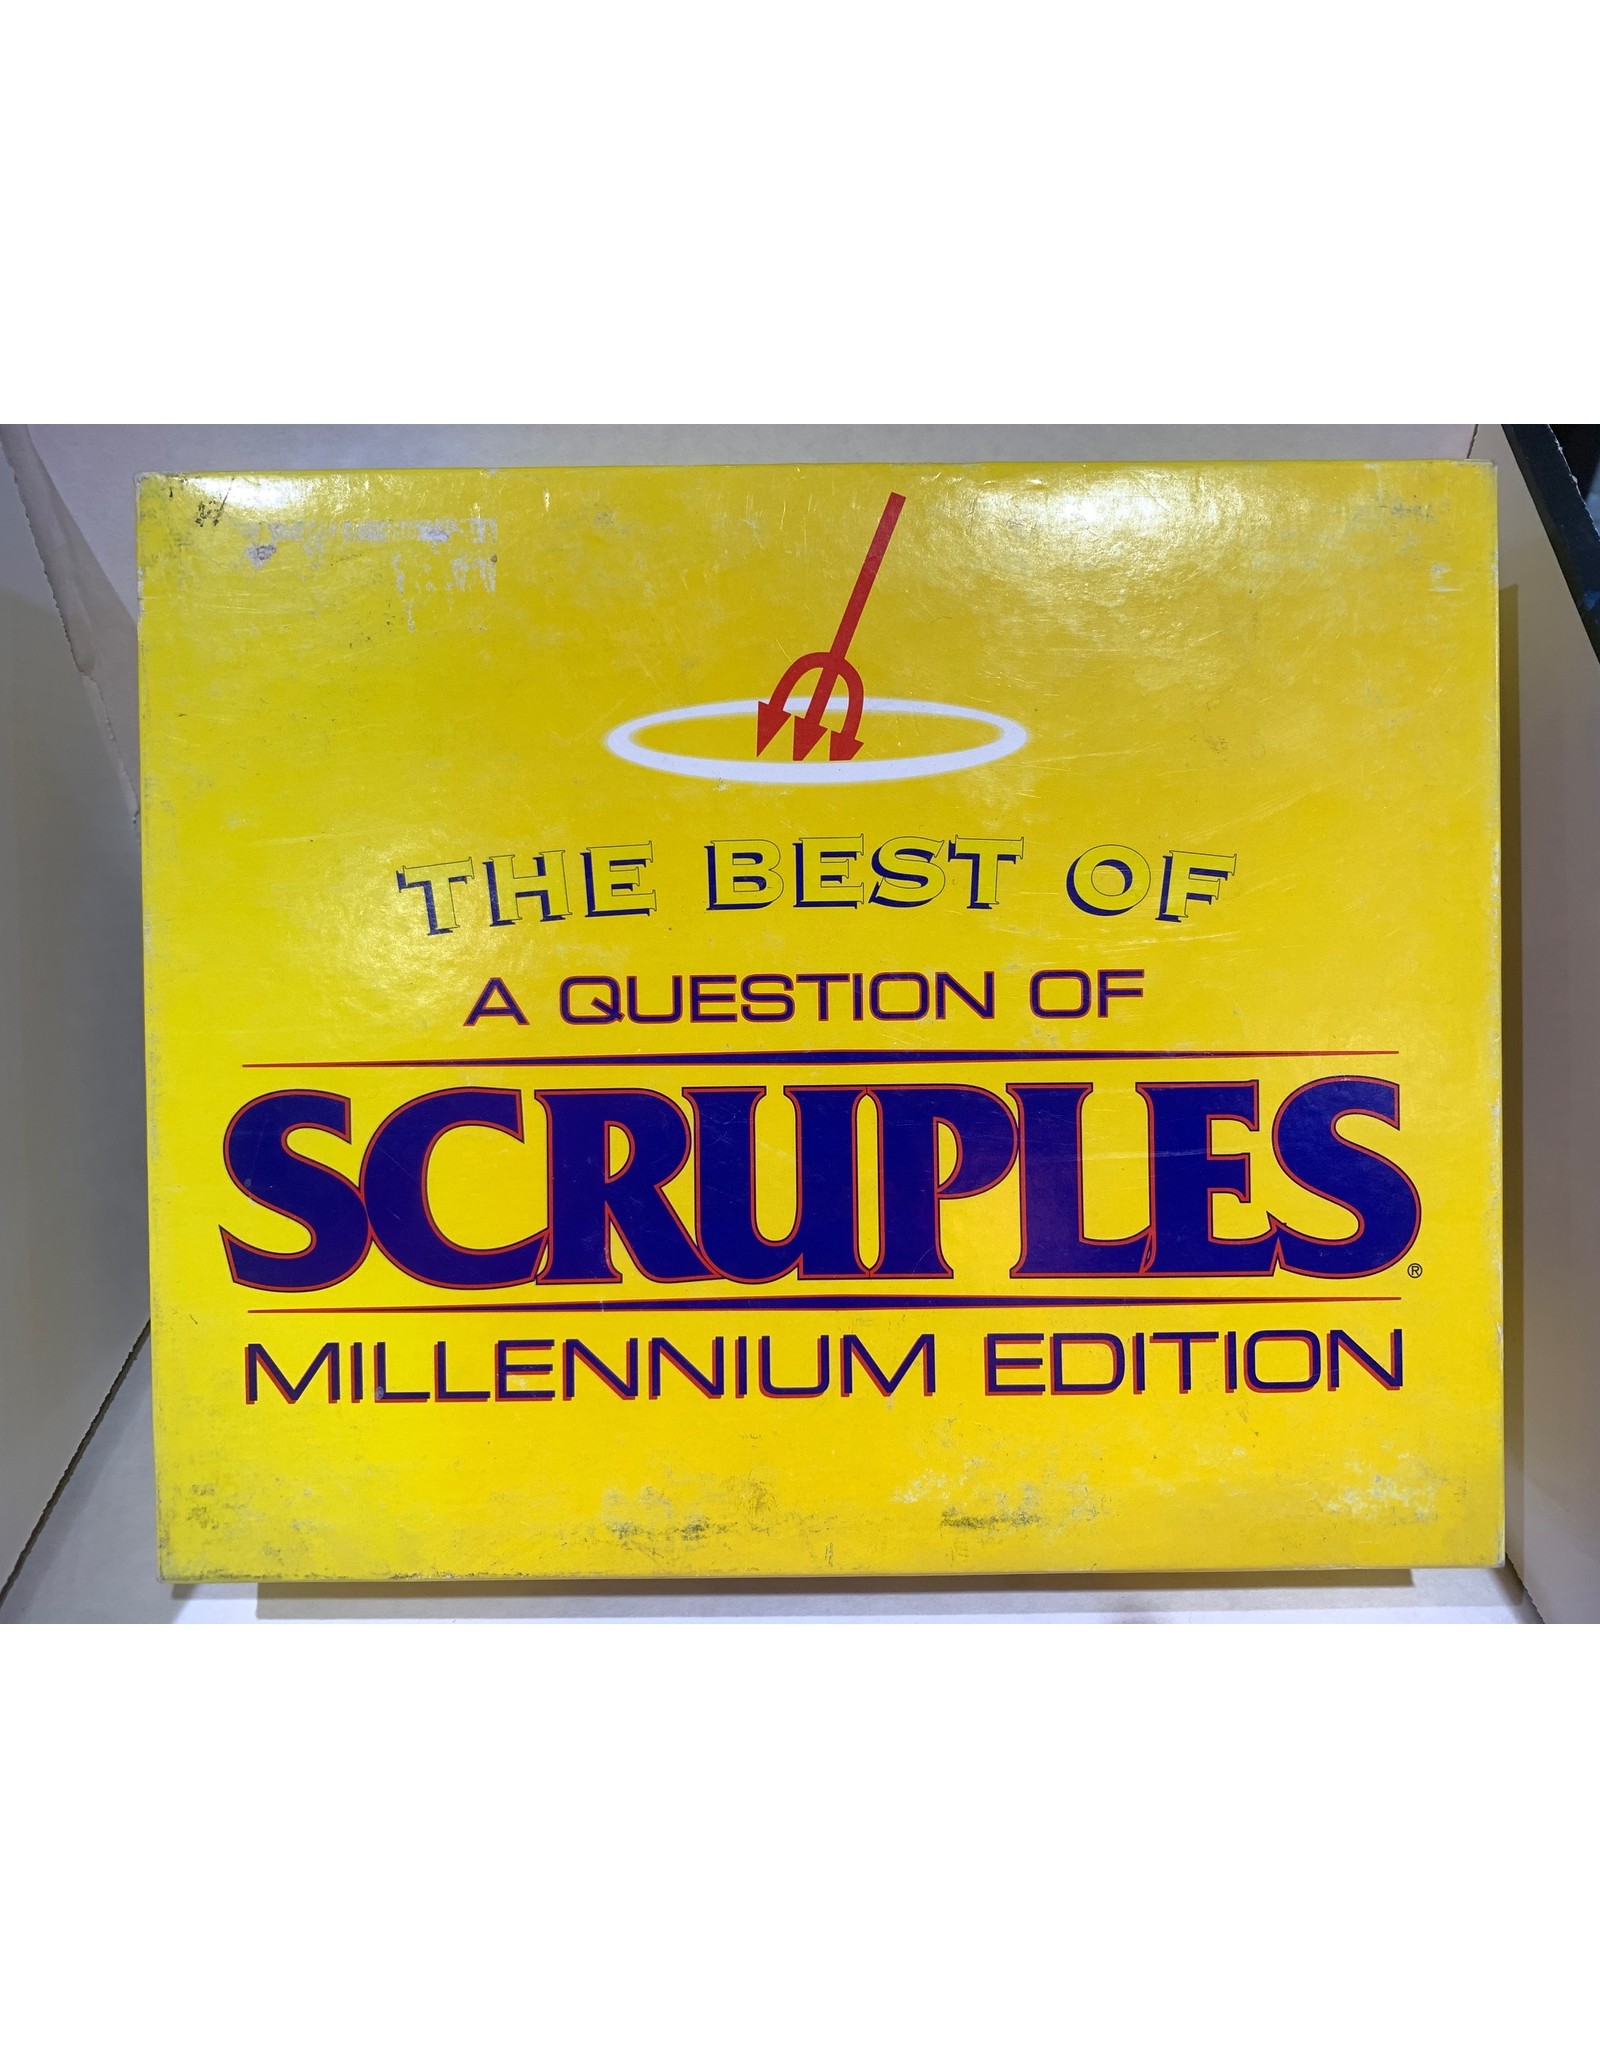 THE BEST OF
A QUESTION OF
SCRUPLES®
MILLENNIUM EDITION